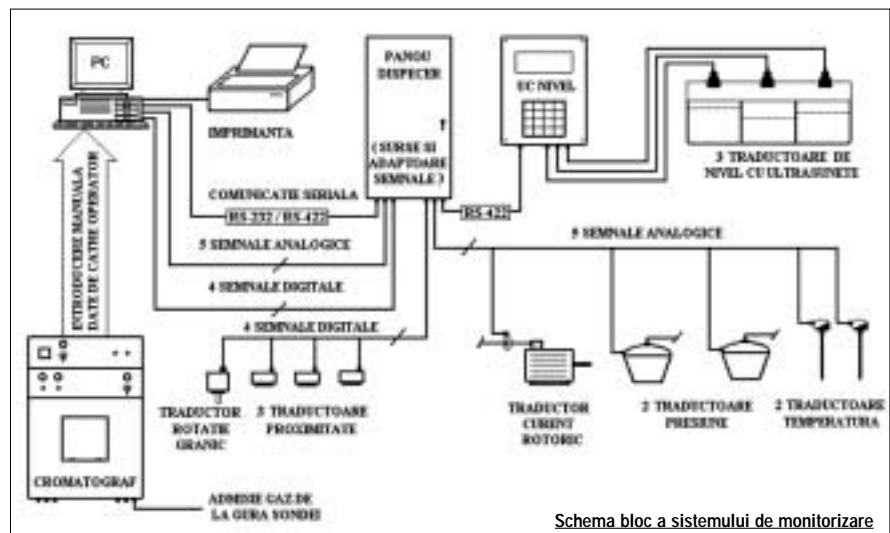 PC
IMPRIMANTA
PANOU
DISPECER
( SURSE SI
ADAPTOARE
SEMNALE )
UC NIVEL
3 TRADUCTOARE DE
NIVEL CU ULTRASUNETE
COMUNICATIE SERIALA
RS-232 / RS-422
RS-422
5 SEMNALE ANALOGICE
5 SEMNALE ANALOGICE
4 SEMNALE DIGITALE
4 SEMNALE DIGITALE
INTRODUCERE MANUALA
DATE DE CATRE OPERATOR
TRADUCTOR
ROTATIE
GRANIC
3 TRADUCTOARE
PROXIMITATE
TRADUCTOR
CURENT
ROTORIC
2 TRADUCTOARE
PRESIUNE
2 TRADUCTOARE
TEMPERATURA
CROMATOGRAF
ADMISIE GAZ DE
LA GURA SONDEI
Schema bloc a sistemului de monitorizare